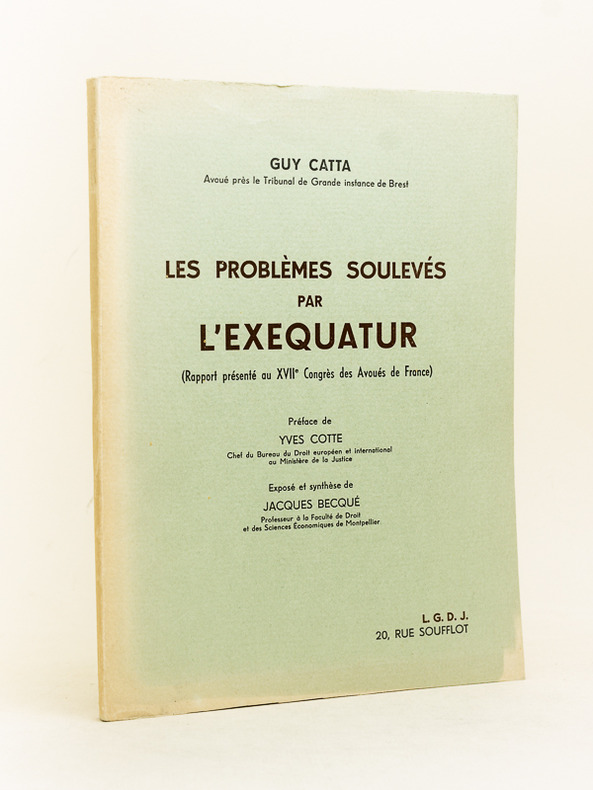 GUY CATTA
Avoué près le Tribunal de Grande instance de Brest
LES PROBLÈMES SOULEVÉS
PAR
L'EXEQUATUR
(Rapport présenté au XVIIe Congrès des Avoués de France)
Préface de
YVES COTTE
Chef du Bureau du Droit européen et international
au Ministère de la Justice
Exposé et synthèse de
JACQUES BECQUÉ
Professeur à la Faculté de Droit
et des Sciences Économiques de Montpellier
L. G. D. J.
20, RUE SOUFFLOT